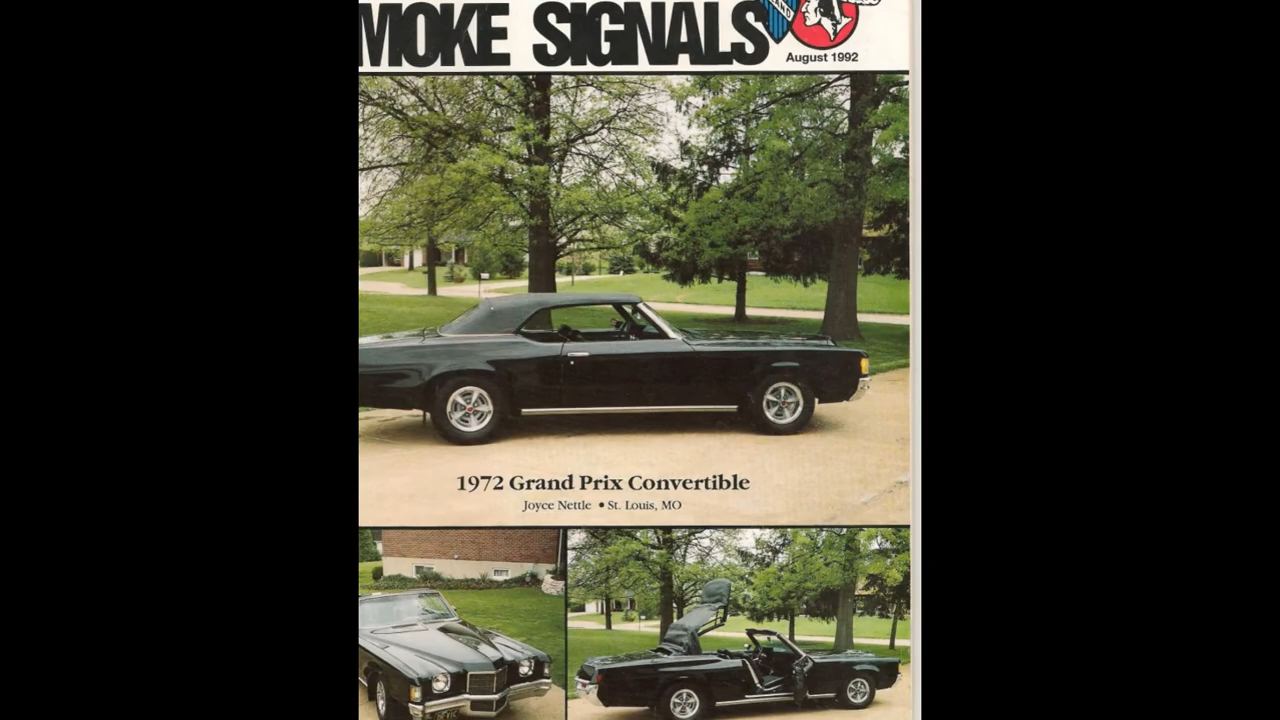 MOKE SIGNALS
August 1992
1972 Grand Prix Convertible
Joyce Nettle • St. Louis, MO